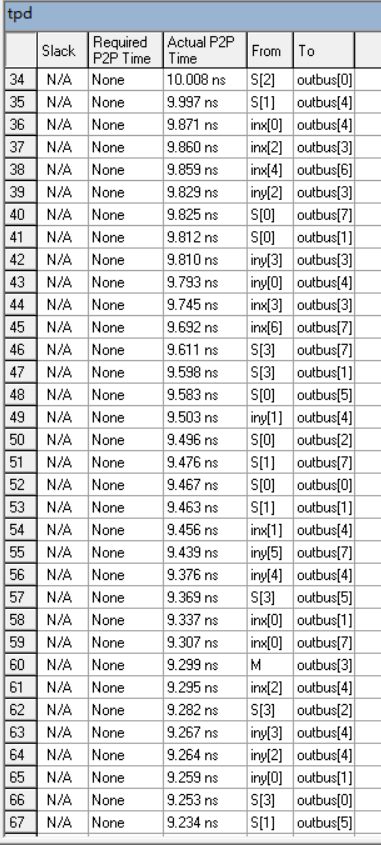 tpd
Slack Required P2P Time Actual P2P Time From To
34 N/A None 10.008 ns S[2] outbus[0]
35 N/A None 9.997 ns S[1] outbus[4]
36 N/A None 9.871 ns inx[0] outbus[4]
37 N/A None 9.860 ns inx[2] outbus[3]
38 N/A None 9.859 ns inx[4] outbus[6]
39 N/A None 9.829 ns iny[2] outbus[3]
40 N/A None 9.825 ns S[0] outbus[7]
41 N/A None 9.812 ns S[0] outbus[1]
42 N/A None 9.810 ns iny[3] outbus[3]
43 N/A None 9.793 ns iny[0] outbus[4]
44 N/A None 9.745 ns inx[3] outbus[3]
45 N/A None 9.692 ns inx[6] outbus[7]
46 N/A None 9.611 ns S[3] outbus[7]
47 N/A None 9.598 ns S[3] outbus[1]
48 N/A None 9.583 ns S[0] outbus[5]
49 N/A None 9.503 ns iny[1] outbus[4]
50 N/A None 9.496 ns S[0] outbus[2]
51 N/A None 9.476 ns S[1] outbus[7]
52 N/A None 9.467 ns S[0] outbus[0]
53 N/A None 9.463 ns S[1] outbus[1]
54 N/A None 9.456 ns inx[1] outbus[4]
55 N/A None 9.439 ns iny[5] outbus[7]
56 N/A None 9.376 ns iny[4] outbus[4]
57 N/A None 9.369 ns S[3] outbus[5]
58 N/A None 9.337 ns inx[0] outbus[1]
59 N/A None 9.307 ns inx[0] outbus[7]
60 N/A None 9.299 ns M outbus[3]
61 N/A None 9.295 ns inx[2] outbus[4]
62 N/A None 9.282 ns S[3] outbus[2]
63 N/A None 9.267 ns iny[3] outbus[4]
64 N/A None 9.264 ns iny[2] outbus[4]
65 N/A None 9.259 ns iny[0] outbus[1]
66 N/A None 9.253 ns S[3] outbus[0]
67 N/A None 9.234 ns S[1] outbus[5]